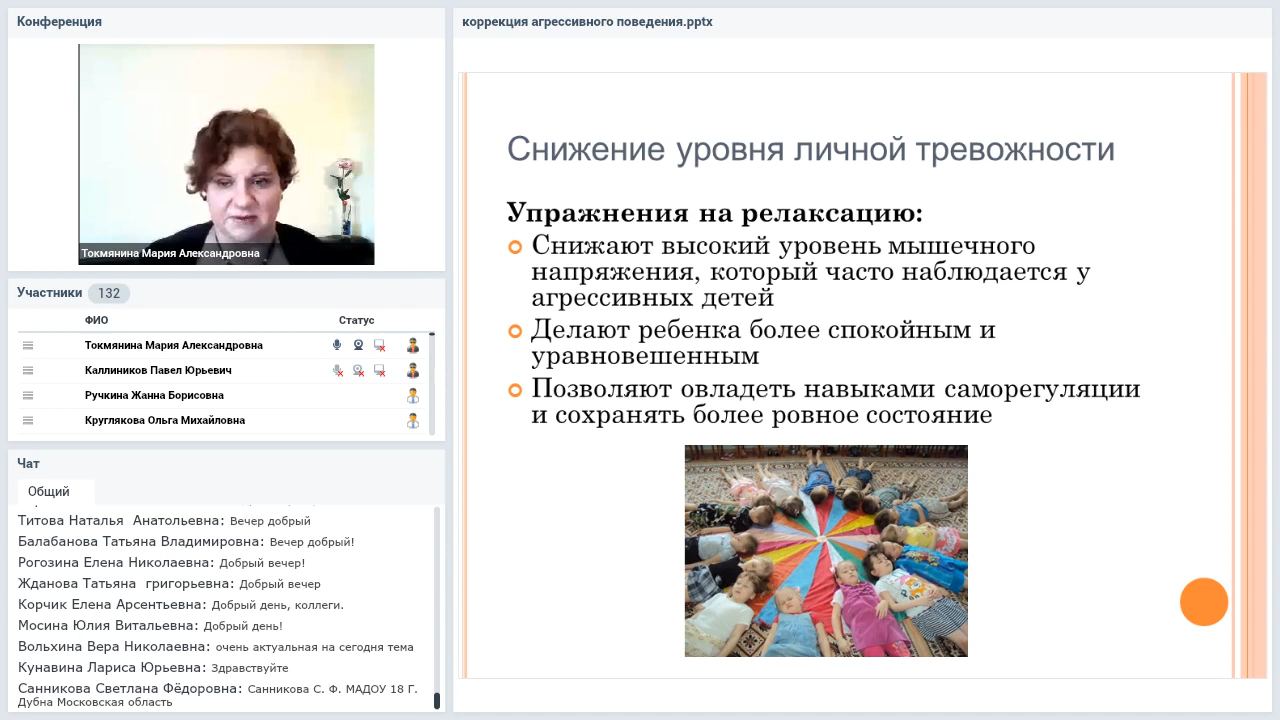 Конференция
Токмянина Мария Александровна
Участники 132
ФИО Статус
Токмянина Мария Александровна
Каллиников Павел Юрьевич
Ручкина Жанна Борисовна
Круглякова Ольга Михайловна
Чат
Общий
Титова Наталья  Анатольевна: Вечер добрый
Балабанова Татьяна Владимировна: Вечер добрый!
Рогозина Елена Николаевна: Добрый вечер!
Жданова Татьяна  григорьевна: Добрый вечер
Корчик Елена Арсентьевна: Добрый день, коллеги.
Мосина Юлия Витальевна: Добрый день!
Вольхина Вера Николаевна: очень актуальная на сегодня тема
Кунавина Лариса Юрьевна: Здравствуйте
Санникова Светлана Фёдоровна: Санникова С. Ф. МАДОУ 18 Г.
Дубна Московская область
коррекция агрессивного поведения.pptx
Снижение уровня личной тревожности
Упражнения на релаксацию:
Снижают высокий уровень мышечного
напряжения, который часто наблюдается у
агрессивных детей
Делают ребенка более спокойным и
уравновешенным
Позволяют овладеть навыками саморегуляции
и сохранять более ровное состояние